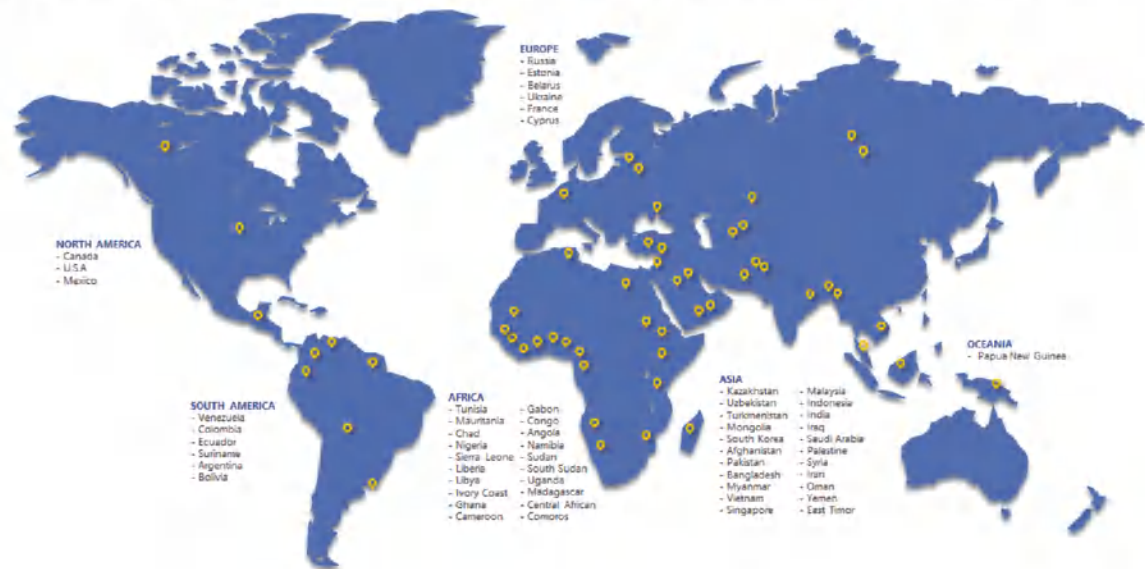 EUROPE
- Russia
- Estonia
- Belarus
- Ukraine
- France
- Cyprus
NORTH AMERICA
- Canada
- U.S.A
- Mexico
OCEANIA
- Papua New Guinea
SOUTH AMERICA
- Venezuela
- Colombia
- Ecuador
- Suriname
- Argentina
- Bolivia
AFRICA
- Tunisia
- Mauritania
- Chad
- Nigeria
- Sierra Leone
- Liberia
- Libya
- Ivory Coast
- Ghana
- Cameroon
- Gabon
- Congo
- Angola
- Namibia
- Sudan
- South Sudan
- Uganda
- Madagascar
- Central African
- Comoros
ASIA
- Kazakhstan
- Uzbekistan
- Turkmenistan
- Mongolia
- South Korea
- Afghanistan
- Pakistan
- Bangladesh
- Myanmar
- Vietnam
- Singapore
- Malaysia
- Indonesia
- India
- Iraq
- Saudi Arabia
- Palestine
- Syria
- Iran
- Oman
- Yemen
- East Timor